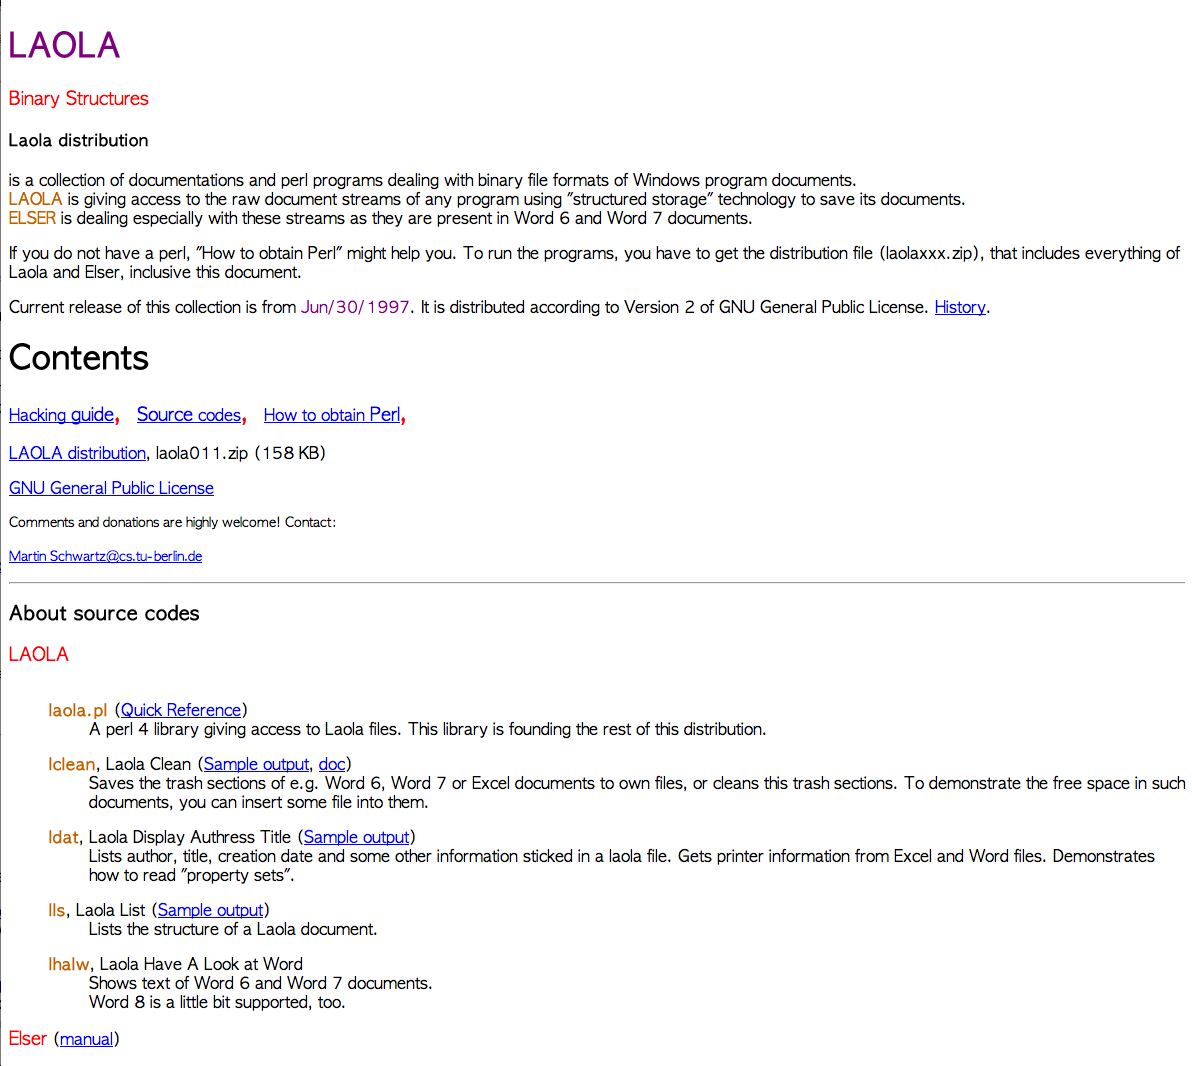 LAOLA
Binary Structures
Laola distribution
is a collection of documentations and perl programs dealing with binary file formats of Windows program documents.
LAOLA is giving access to the raw document streams of any program using "structured storage" technology to save its documents.
ELSER is dealing especially with these streams as they are present in Word 6 and Word 7 documents.
If you do not have a perl, "How to obtain Perl" might help you. To run the programs, you have to get the distribution file (laolaxxx.zip), that includes everything of
Laola and Elser, inclusive this document.
Current release of this collection is from Jun/30/1997. It is distributed according to Version 2 of GNU General Public License. History.
Contents
Hacking guide, Source codes, How to obtain Perl,
LAOLA distribution, laola011.zip (158 KB)
GNU General Public License
Comments and donations are highly welcome! Contact:
Martin Schwartz@cs.tu-berlin.de
About source codes
LAOLA
laola.pl (Quick Reference)
A perl 4 library giving access to Laola files. This library is founding the rest of this distribution.
lclean, Laola Clean (Sample output, doc)
Saves the trash sections of e.g. Word 6, Word 7 or Excel documents to own files, or cleans this trash sections. To demonstrate the free space in such
documents, you can insert some file into them.
ldat, Laola Display Authress Title (Sample output)
Lists author, title, creation date and some other information sticked in a laola file. Gets printer information from Excel and Word files. Demonstrates
how to read "property sets".
lls, Laola List (Sample output)
Lists the structure of a Laola document.
lhalw, Laola Have A Look at Word
Shows text of Word 6 and Word 7 documents.
Word 8 is a little bit supported, too.
Elser (manual)